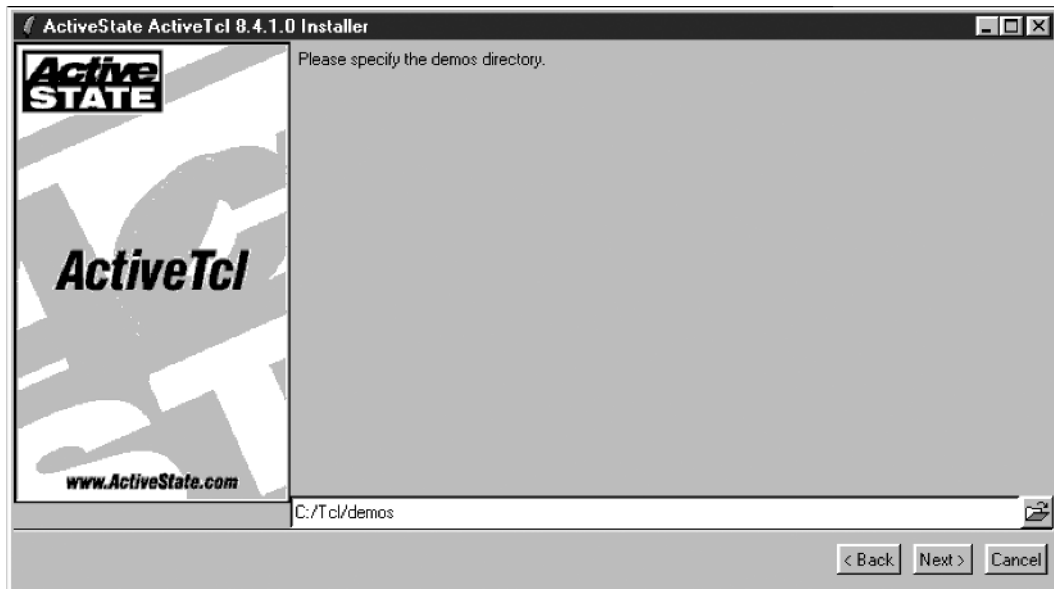 ActiveState ActiveTcl 8.4.1.0 Installer
Active
STATE
Please specify the demos directory.
ActiveTcl
www.ActiveState.com
C:/Tcl/demos
< Back Next > Cancel